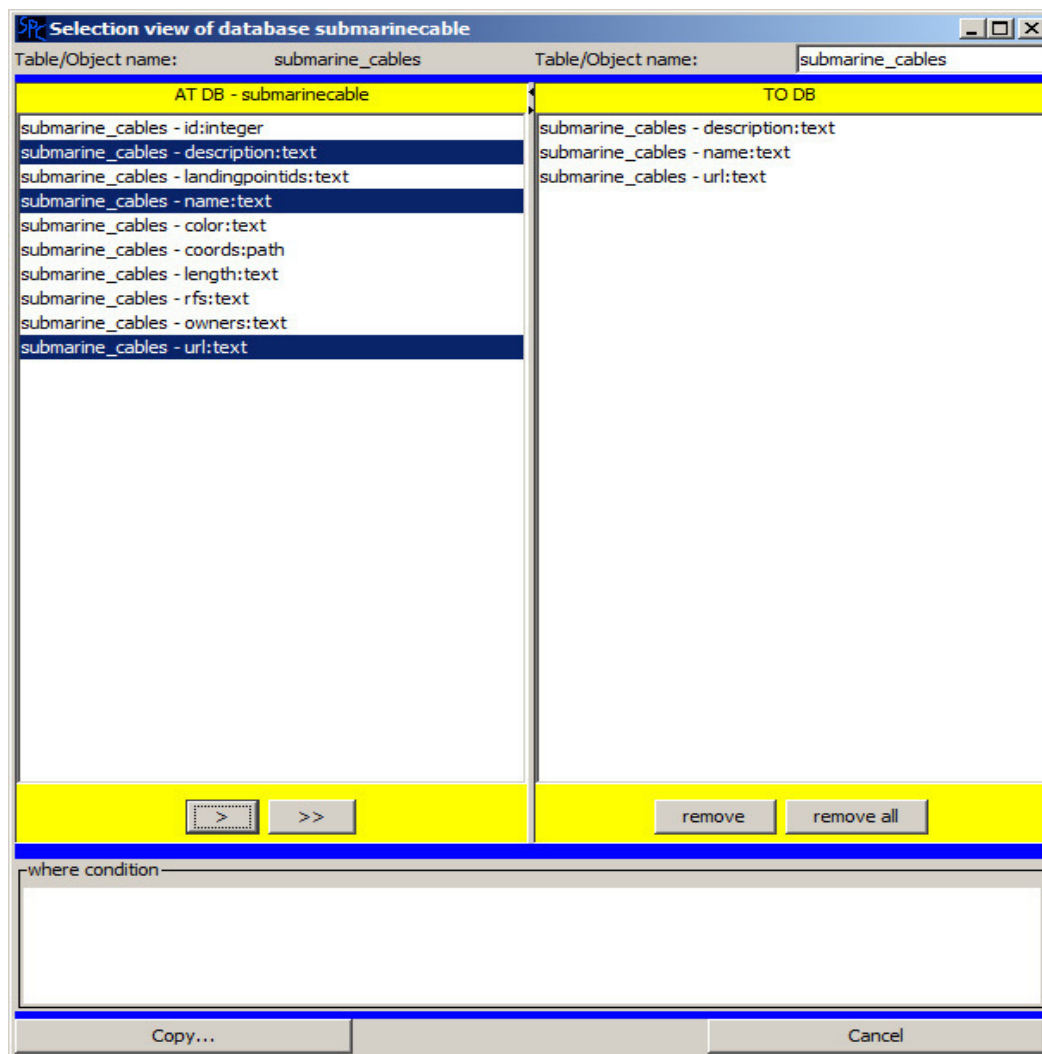 SPC Selection view of database submarinecable
Table/Object name: submarine_cables Table/Object name: submarine_cables
AT DB - submarinecable
submarine_cables - id:integer
submarine_cables - description:text
submarine_cables - landingpointids:text
submarine_cables - name:text
submarine_cables - color:text
submarine_cables - coords:path
submarine_cables - length:text
submarine_cables - rfs:text
submarine_cables - owners:text
submarine_cables - url:text
> >>
TO DB
submarine_cables - description:text
submarine_cables - name:text
submarine_cables - url:text
remove remove all
where condition
Copy... Cancel